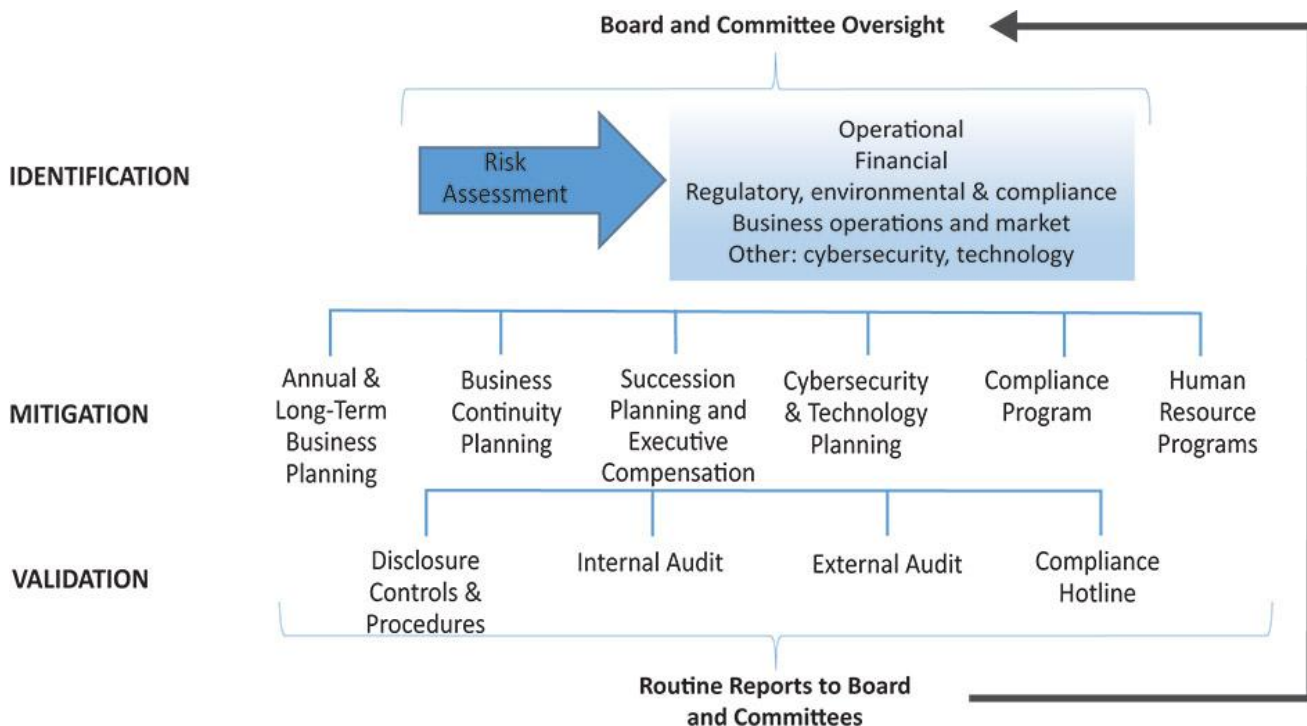 Board and Committee Oversight
IDENTIFICATION
Risk
Assessment
Operational
Financial
Regulatory, environmental & compliance
Business operations and market
Other: cybersecurity, technology
MITIGATION
Annual &
Long-Term
Business
Planning
Business
Continuity
Planning
Succession
Planning and
Executive
Compensation
Cybersecurity
& Technology
Planning
Compliance
Program
Human
Resource
Programs
VALIDATION
Disclosure
Controls &
Procedures
Internal Audit
External Audit
Compliance
Hotline
Routine Reports to Board
and Committees